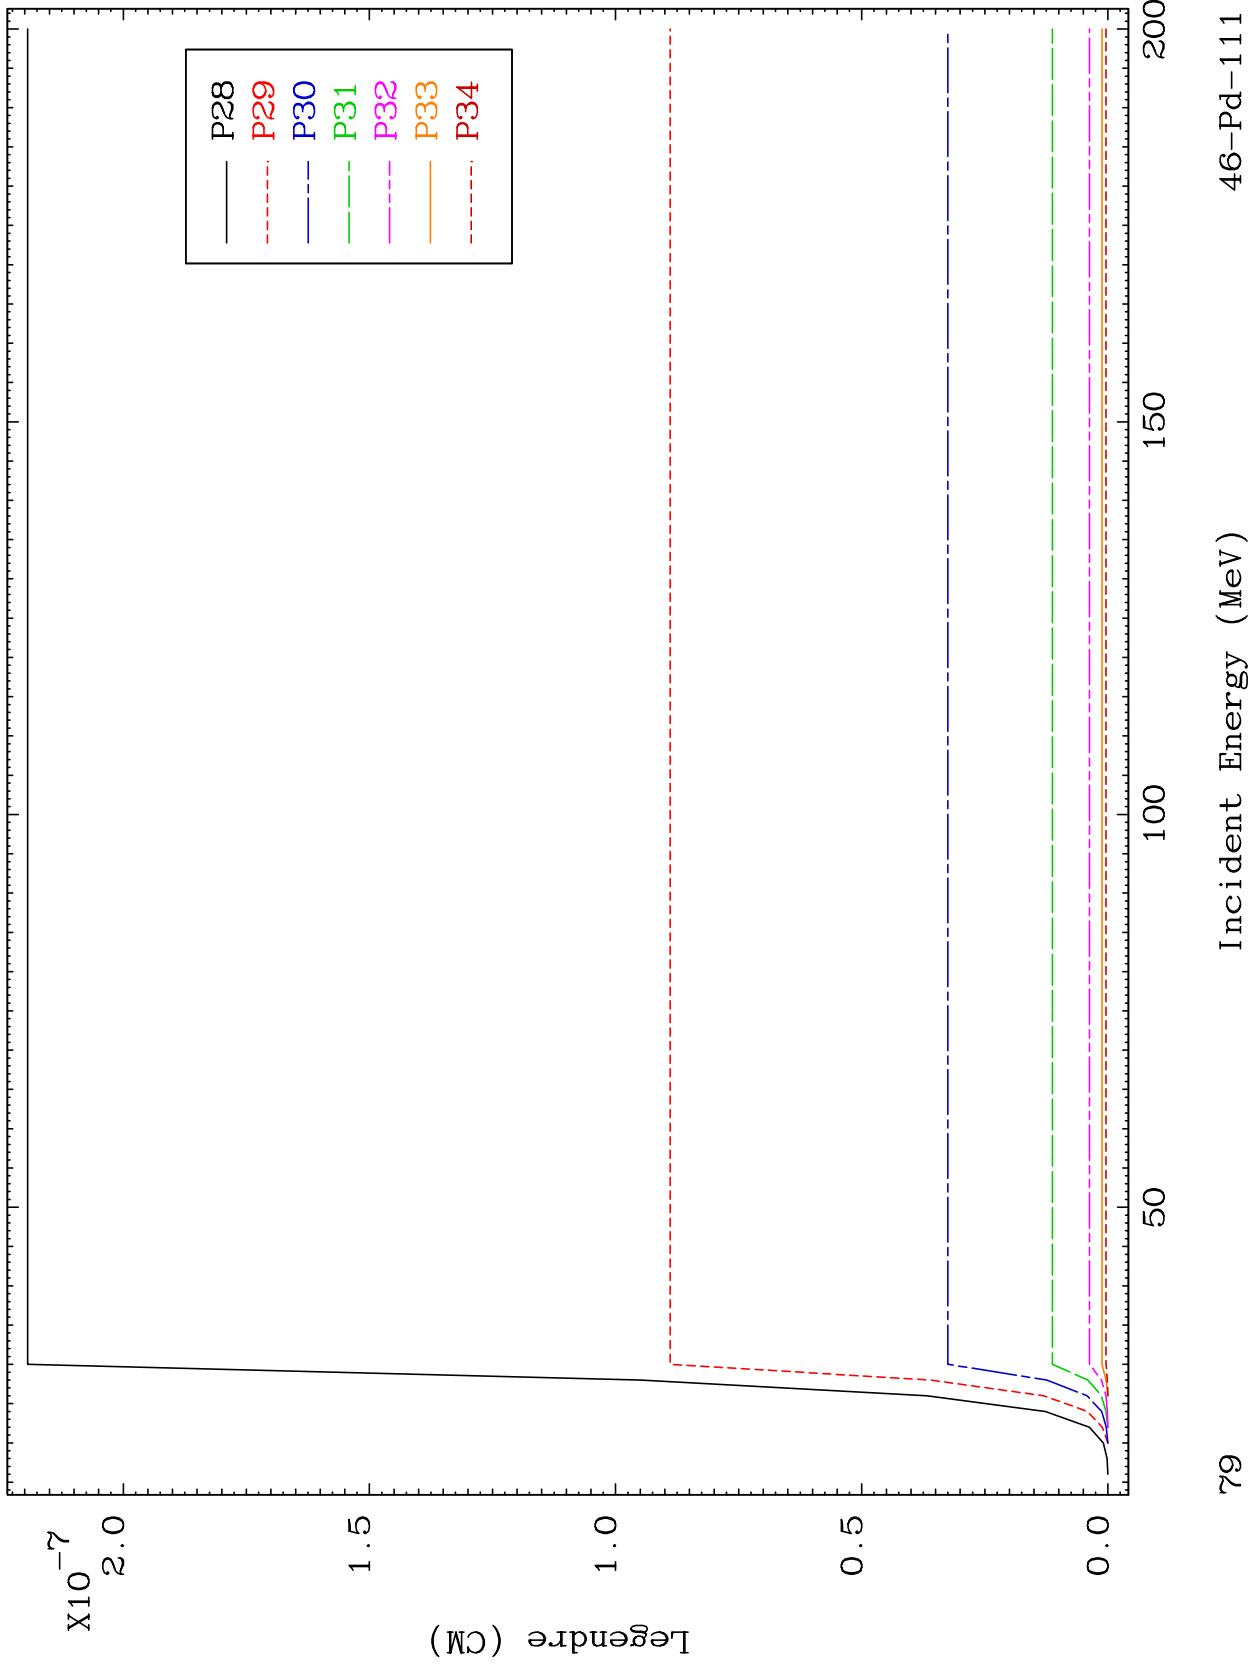 X10-7
2.0
1.5
1.0
0.5
0.0
Legendre (CM)
P28
P29
P30
P31
P32
P33
P34
50
100
150
200
79
Incident Energy (MeV)
46-Pd-111